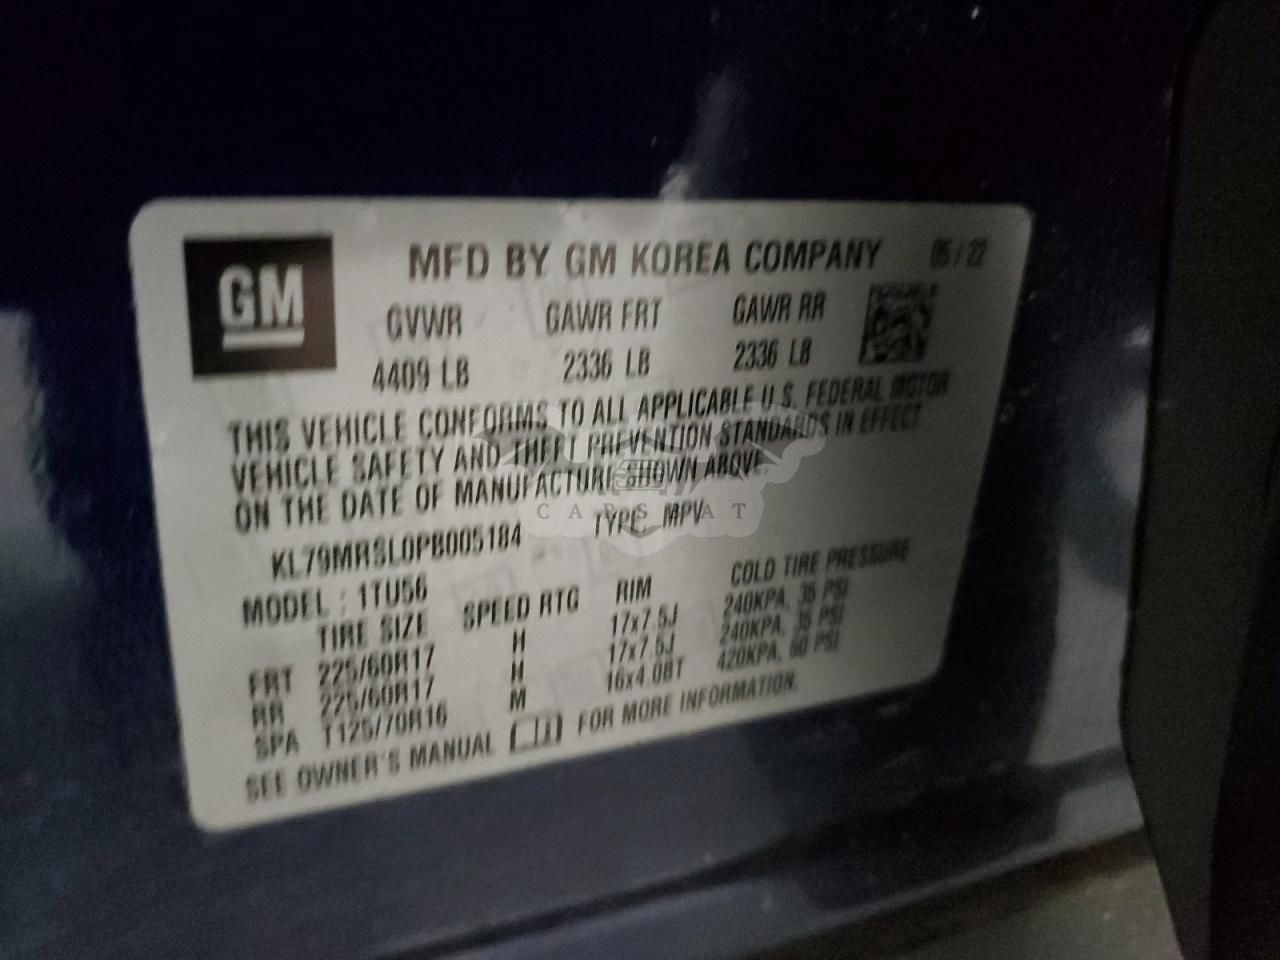 GM
MFD BY GM KOREA COMPANY 05/22
GVWR GAWR FRT GAWR RR
4409 LB 2336 LB 2336 LB
THIS VEHICLE CONFORMS TO ALL APPLICABLE U.S. FEDERAL MOTOR
VEHICLE SAFETY AND THEFT PREVENTION STANDARDS IN EFFECT
ON THE DATE OF MANUFACTURE SHOWN ABOVE.
KL79MRSL0PB005184 TYPE: MPV
MODEL : 1TU56
TIRE SIZE SPEED RTG RIM COLD TIRE PRESSURE
FRT 225/60R17 H 17x7.5J 240KPA, 35 PSI
RR 225/60R17 H 17x7.5J 240KPA, 35 PSI
SPA T125/70R16 M 16x4.0BT 420KPA, 60 PSI
SEE OWNER'S MANUAL FOR MORE INFORMATION.